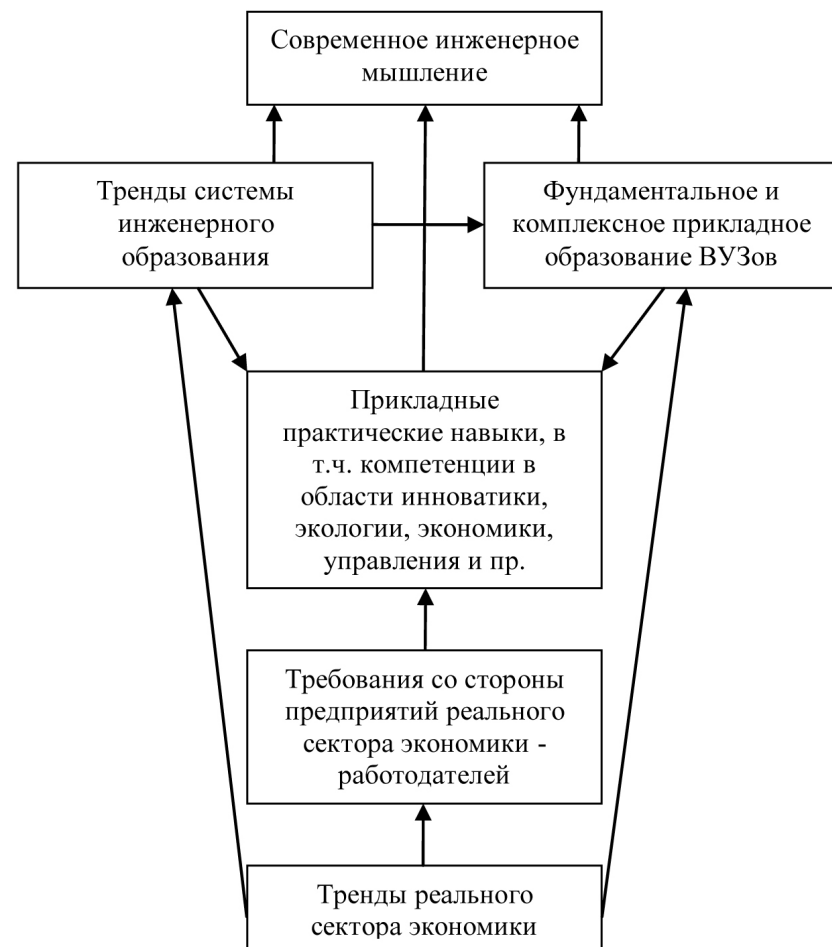 Современное инженерное
мышление
Тренды системы
инженерного
образования
Фундаментальное и
комплексное прикладное
образование ВУЗов
Прикладные
практические навыки, в
т.ч. компетенции в
области инноватики,
экологии, экономики,
управления и пр.
Требования со стороны
предприятий реального
сектора экономики -
работодателей
Тренды реального
сектора экономики